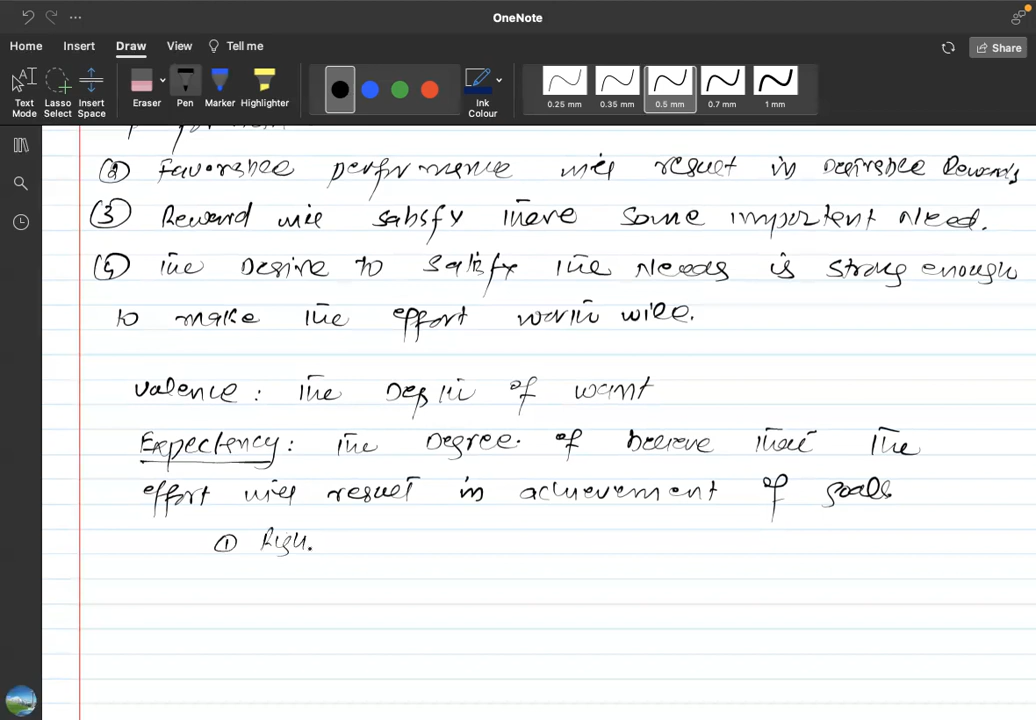 OneNote
Home Insert Draw View Tell me Share
Text Mode Lasso Select Insert Space Eraser Pen Marker Highlighter Ink Colour 0.25 mm 0.35 mm 0.5 mm 0.7 mm 1 mm
(2) Favorable performance will result in Desirable Rewards
(3) Reward will satisfy there some important Need.
(4) The Desire to satisfy the Needs is strong enough
to make the effort worth wile.
Valence : The Depth of want
Expectency : The Degree. of believe that the
effort will result in achievement of goals
① High.